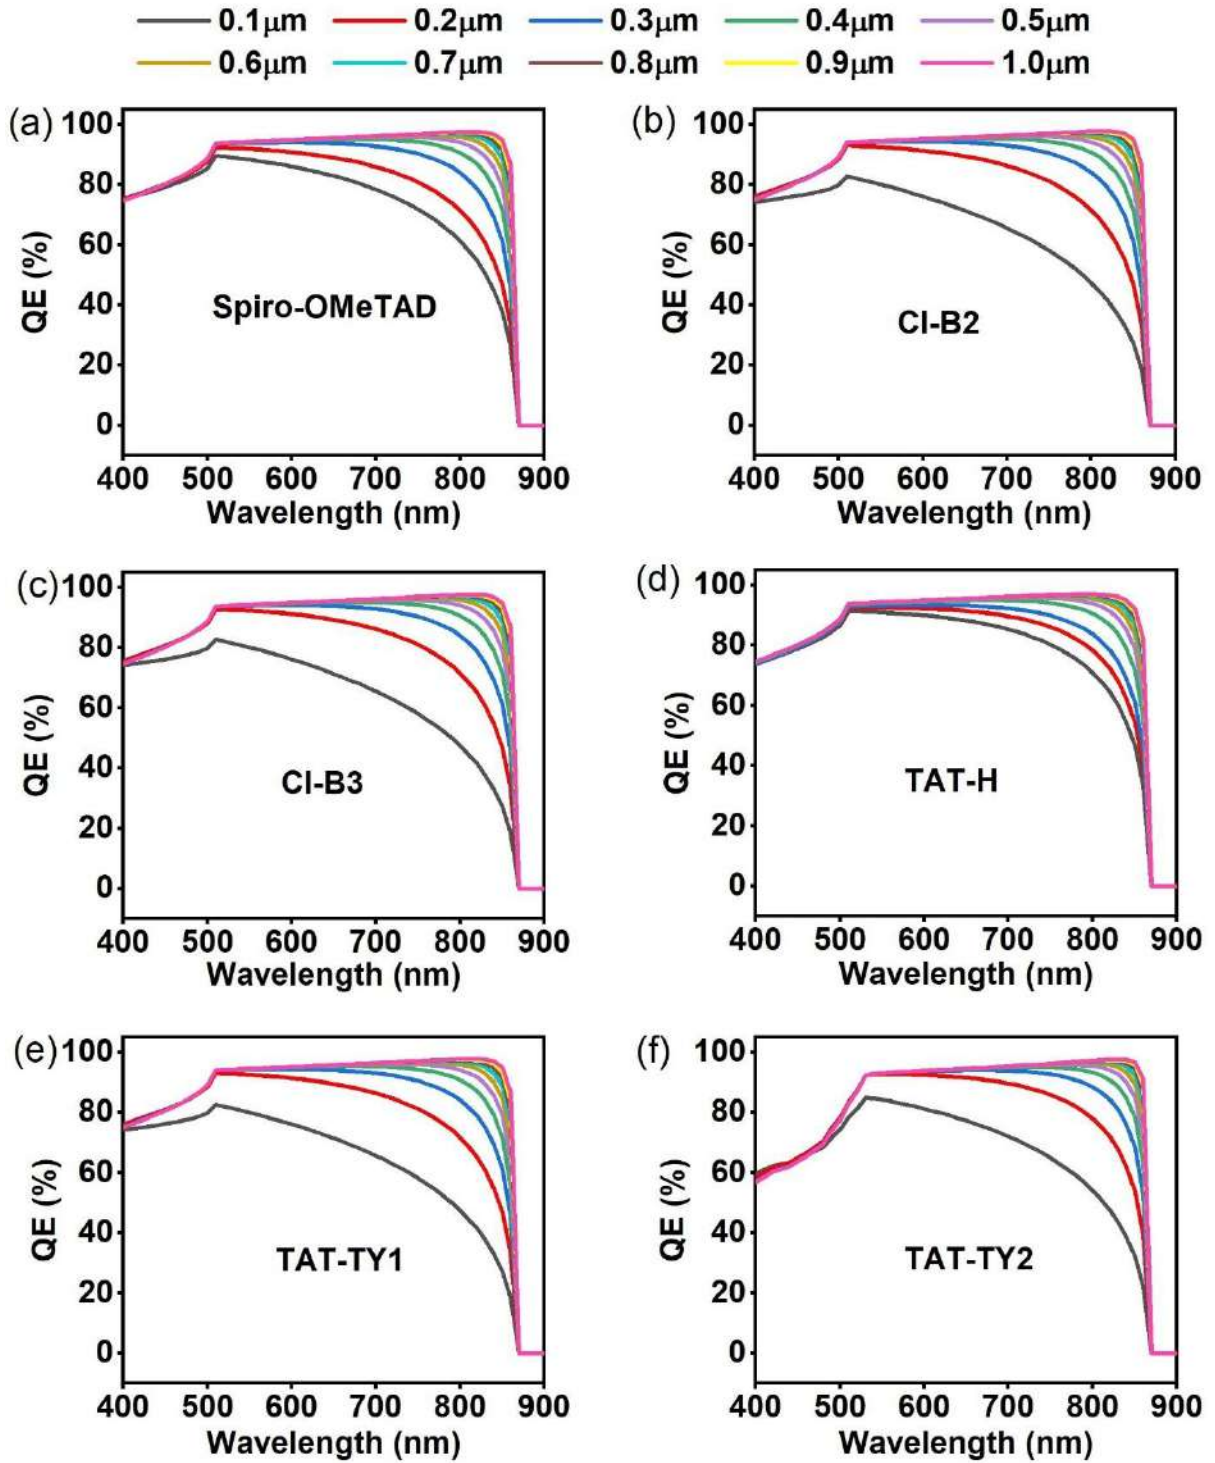 0.1μm 0.2μm 0.3μm 0.4μm 0.5μm
0.6μm 0.7μm 0.8μm 0.9μm 1.0μm
(a)
100
80
60
40
20
0
QE (%)
Spiro-OMeTAD
400 500 600 700 800 900
Wavelength (nm)
(b)
100
80
60
40
20
0
QE (%)
Cl-B2
400 500 600 700 800 900
Wavelength (nm)
(c)
100
80
60
40
20
0
QE (%)
Cl-B3
400 500 600 700 800 900
Wavelength (nm)
(d)
100
80
60
40
20
0
QE (%)
TAT-H
400 500 600 700 800 900
Wavelength (nm)
(e)
100
80
60
40
20
0
QE (%)
TAT-TY1
400 500 600 700 800 900
Wavelength (nm)
(f)
100
80
60
40
20
0
QE (%)
TAT-TY2
400 500 600 700 800 900
Wavelength (nm)